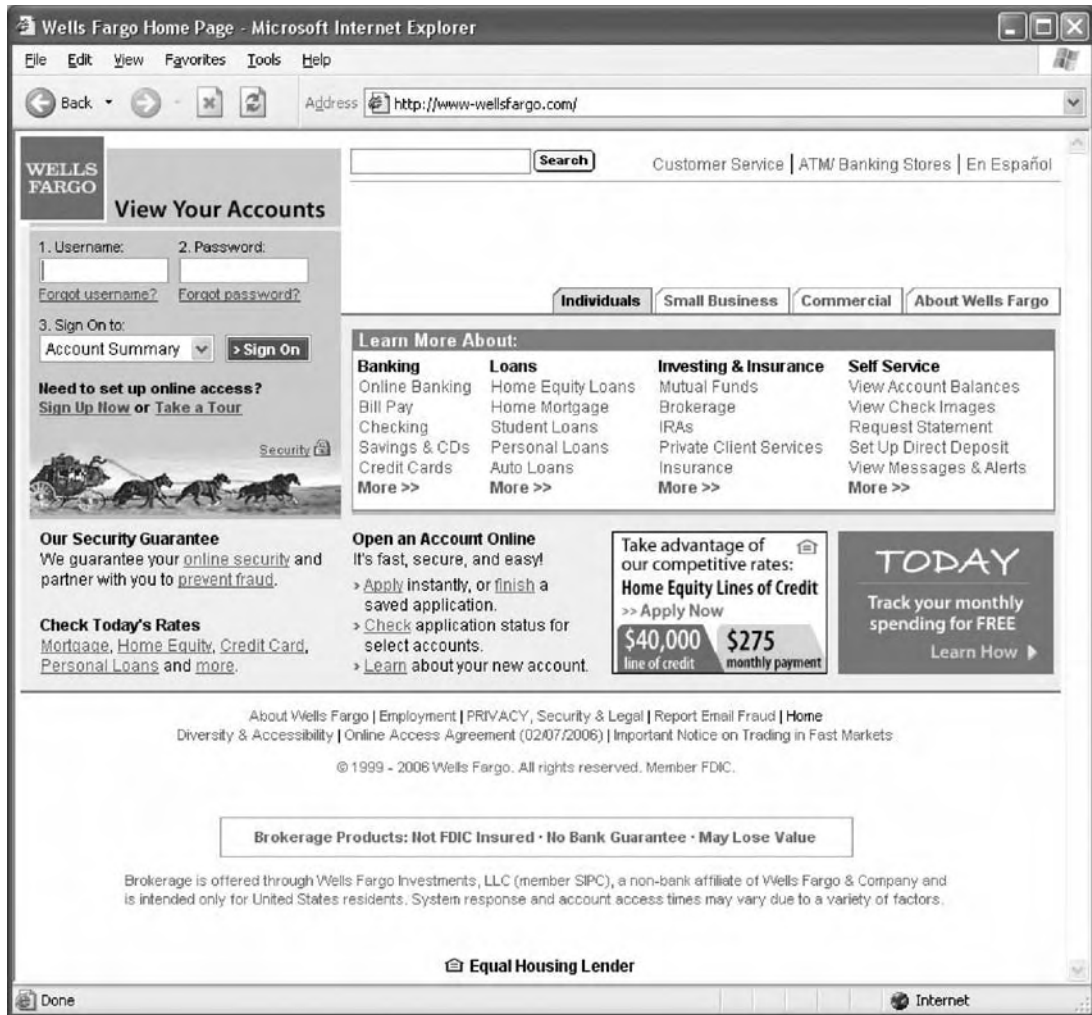 Wells Fargo Home Page - Microsoft Internet Explorer
File Edit View Favorites Tools Help
Back Address http://www-wellsfargo.com/
WELLS
FARGO
View Your Accounts
Search
Customer Service | ATM/ Banking Stores | En Español
1. Username: 2. Password:
Forgot username? Forgot password?
3. Sign On to:
Account Summary > Sign On
Need to set up online access?
Sign Up Now or Take a Tour
Security
Individuals Small Business Commercial About Wells Fargo
Learn More About:
Banking
Online Banking
Bill Pay
Checking
Savings & CDs
Credit Cards
More >>
Loans
Home Equity Loans
Home Mortgage
Student Loans
Personal Loans
Auto Loans
More >>
Investing & Insurance
Mutual Funds
Brokerage
IRAs
Private Client Services
Insurance
More >>
Self Service
View Account Balances
View Check Images
Request Statement
Set Up Direct Deposit
View Messages & Alerts
More >>
Our Security Guarantee
We guarantee your online security and
partner with you to prevent fraud.
Check Today's Rates
Mortgage, Home Equity, Credit Card,
Personal Loans and more.
Open an Account Online
It's fast, secure, and easy!
› Apply instantly, or finish a
saved application.
› Check application status for
select accounts.
› Learn about your new account.
Take advantage of
our competitive rates:
Home Equity Lines of Credit
>> Apply Now
$40,000 $275
line of credit monthly payment
TODAY
Track your monthly
spending for FREE
Learn How
About Wells Fargo | Employment | PRIVACY, Security & Legal | Report Email Fraud | Home
Diversity & Accessibility | Online Access Agreement (02/07/2006) | Important Notice on Trading in Fast Markets
© 1999 - 2006 Wells Fargo. All rights reserved. Member FDIC.
Brokerage Products: Not FDIC Insured · No Bank Guarantee · May Lose Value
Brokerage is offered through Wells Fargo Investments, LLC (member SIPC), a non-bank affiliate of Wells Fargo & Company and
is intended only for United States residents. System response and account access times may vary due to a variety of factors.
Equal Housing Lender
Done Internet